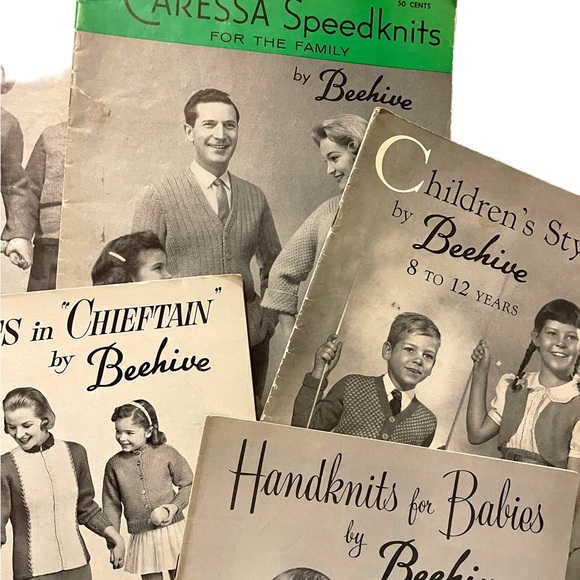 CARESSA Speedknits
50 CENTS
FOR THE FAMILY
by Beehive
Children's
by Beehive
8 TO 12 YEARS
in "CHIEFTAIN"
by Beehive
Handknits for Babies
by Beehive